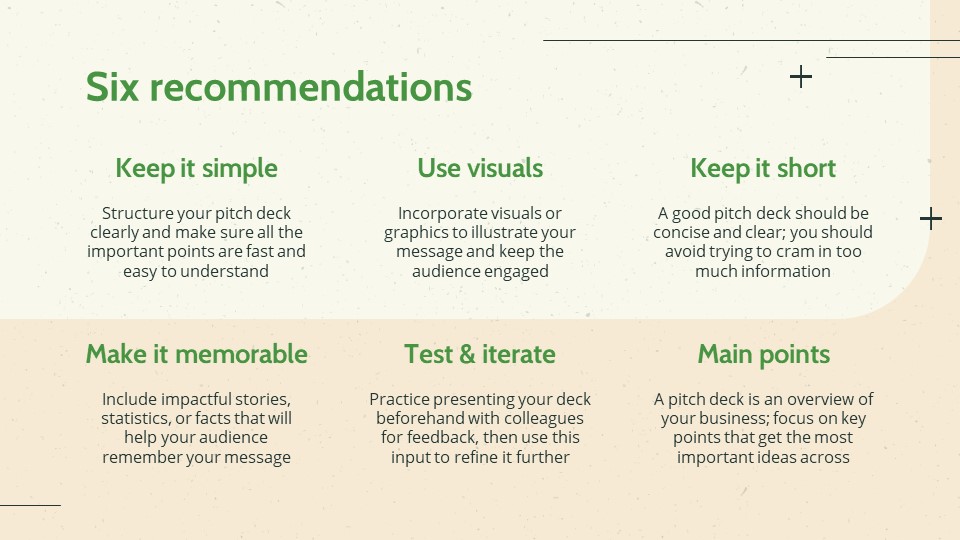 Six recommendations
Keep it simple
Structure your pitch deck
clearly and make sure all the
important points are fast and
easy to understand
Use visuals
Incorporate visuals or
graphics to illustrate your
message and keep the
audience engaged
Keep it short
A good pitch deck should be
concise and clear; you should
avoid trying to cram in too
much information
Make it memorable
Include impactful stories,
statistics, or facts that will
help your audience
remember your message
Test & iterate
Practice presenting your deck
beforehand with colleagues
for feedback, then use this
input to refine it further
Main points
A pitch deck is an overview of
your business; focus on key
points that get the most
important ideas across